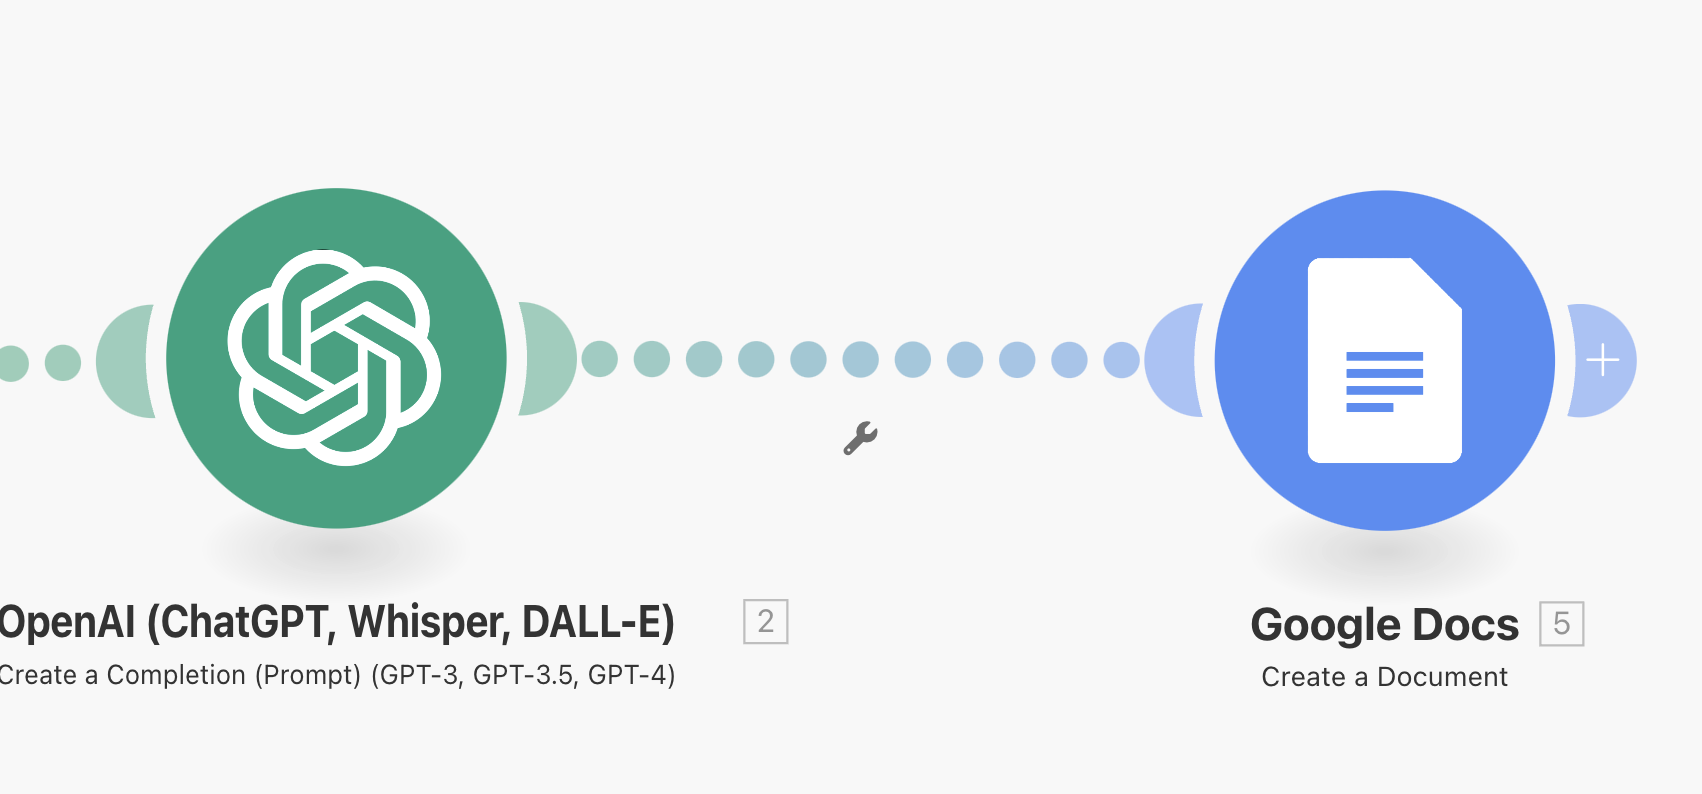 OpenAI (ChatGPT, Whisper, DALL-E) 2
Create a Completion (Prompt) (GPT-3, GPT-3.5, GPT-4)
Google Docs 5
Create a Document